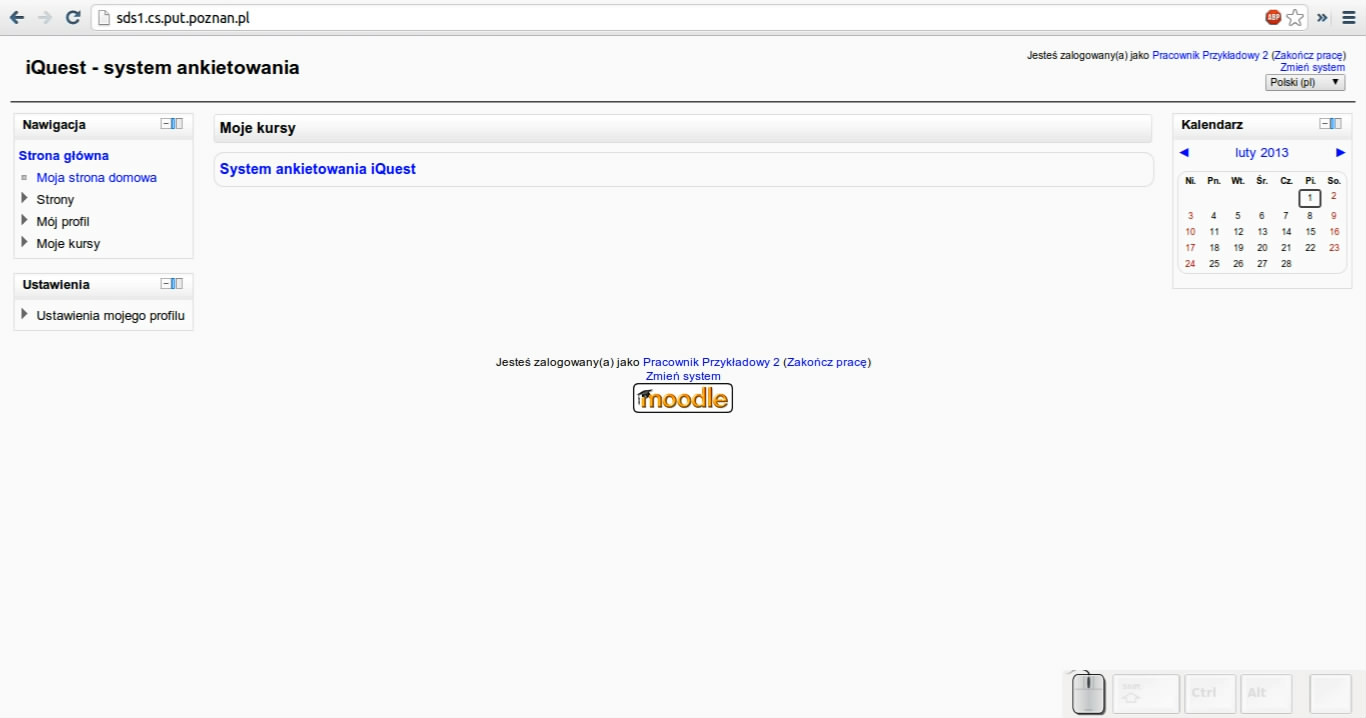 sds1.cs.put.poznan.pl
ABP
iQuest - system ankietowania
Jesteś zalogowany(a) jako Pracownik Przykładowy 2 (Zakończ pracę)
Zmień system
Polski (pl)
Nawigacja
Strona główna
Moja strona domowa
Strony
Mój profil
Moje kursy
Ustawienia
Ustawienia mojego profilu
Moje kursy
System ankietowania iQuest
Kalendarz
luty 2013
Ni. Pn. Wt. Śr. Cz. Pi. So.
1 2
3 4 5 6 7 8 9
10 11 12 13 14 15 16
17 18 19 20 21 22 23
24 25 26 27 28
Jesteś zalogowany(a) jako Pracownik Przykładowy 2 (Zakończ pracę)
Zmień system
moodle
Ctrl Alt